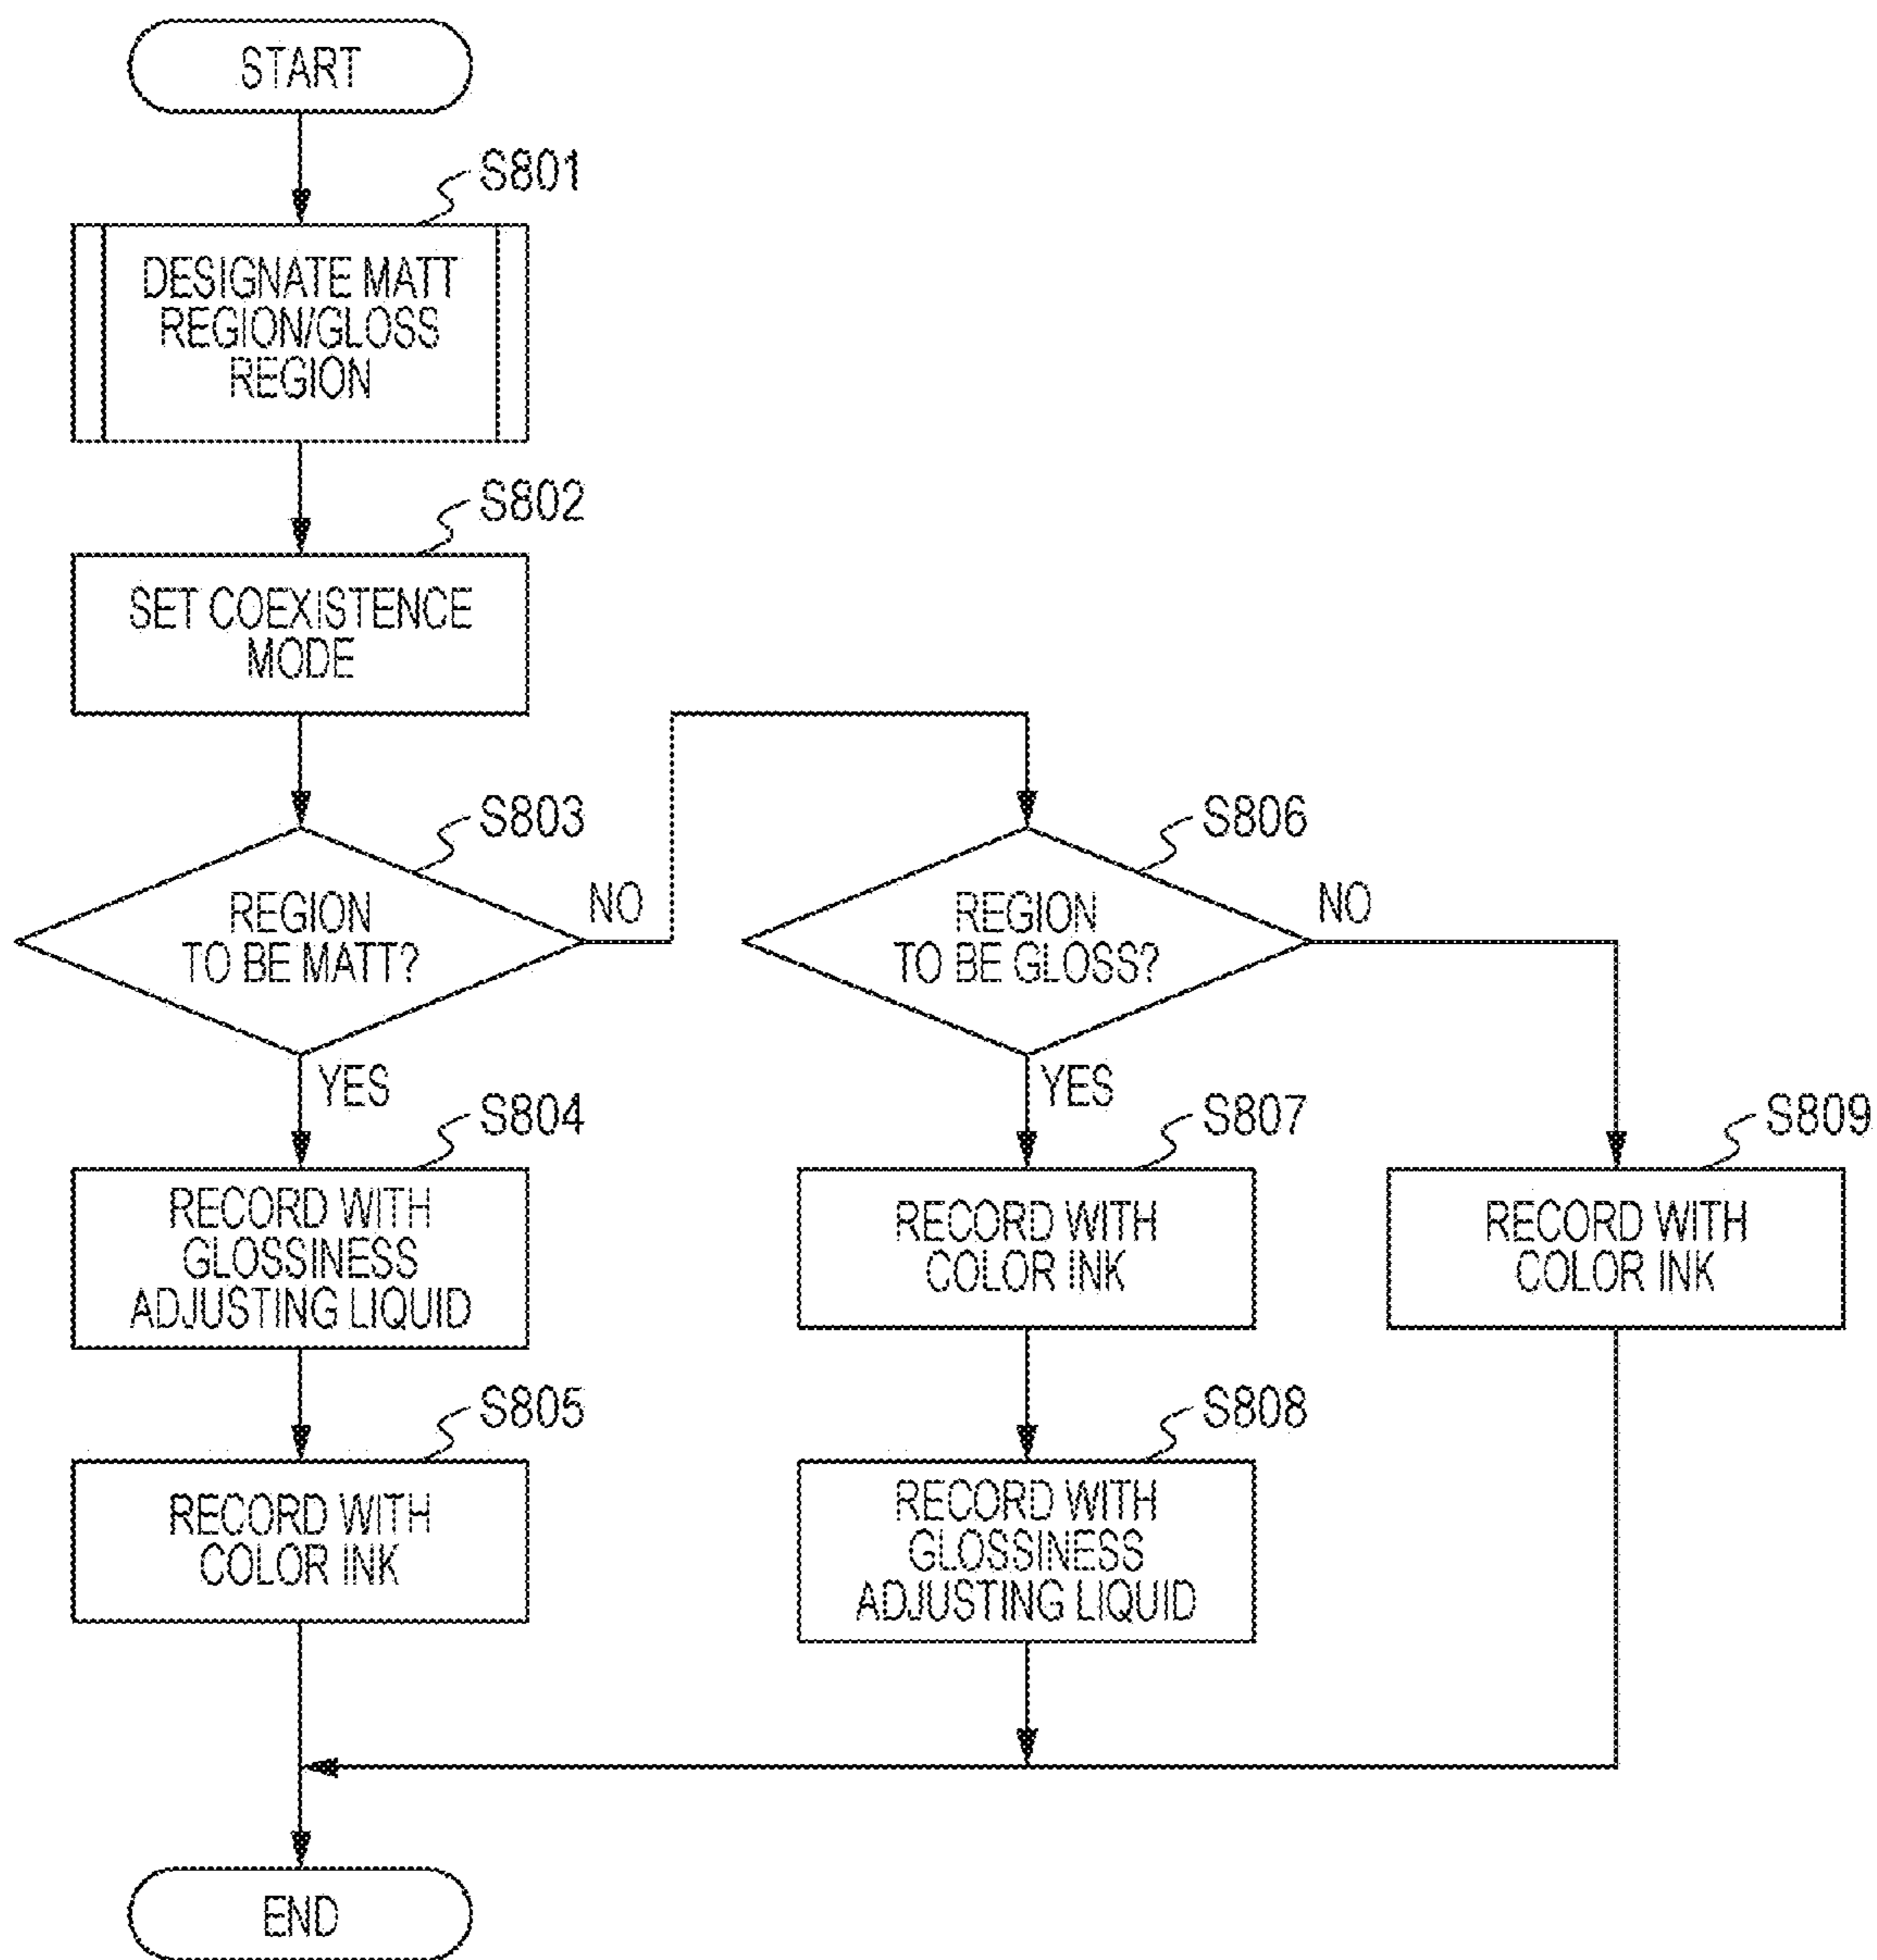 START
S801
DESIGNATE MATT
REGION/GLOSS
REGION
S802
SET COEXISTENCE
MODE
S803
REGION
TO BE MATT?
NO
YES
S806
REGION
TO BE GLOSS?
NO
YES
S804
RECORD WITH
GLOSSINESS
ADJUSTING LIQUID
S807
RECORD WITH
COLOR INK
S809
RECORD WITH
COLOR INK
S805
RECORD WITH
COLOR INK
S808
RECORD WITH
GLOSSINESS
ADJUSTING LIQUID
END